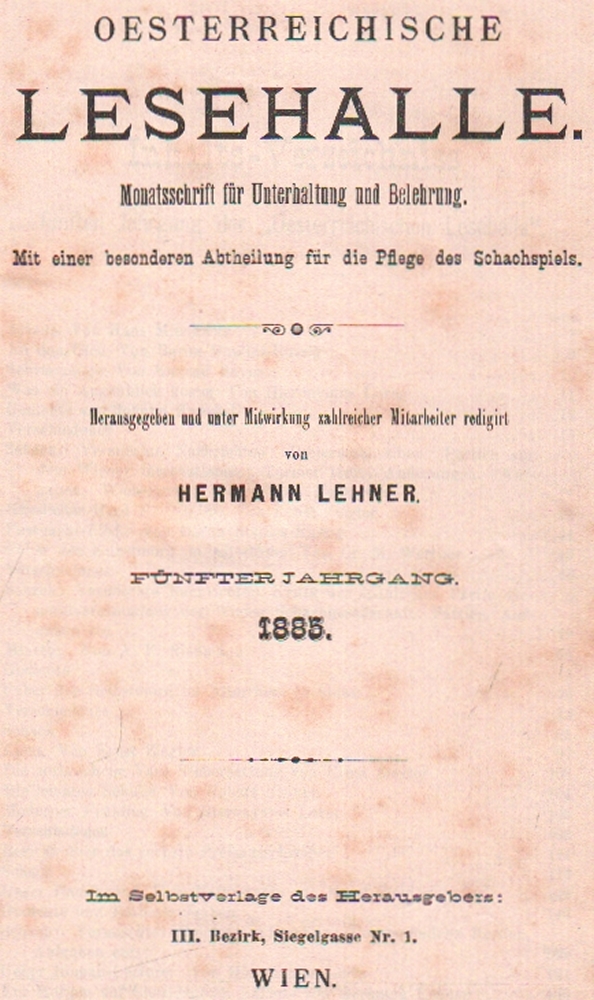 OESTERREICHISCHE
LESEHALLE.
Monatsschrift für Unterhaltung und Belehrung.
Mit einer besonderen Abtheilung für die Pflege des Schachspiels.
Herausgegeben und unter Mitwirkung zahlreicher Mitarbeiter redigirt
von
HERMANN LEHNER.
FÜNFTER JAHRGANG.
1885.
Im Selbstverlage des Herausgebers:
III. Bezirk, Siegelgasse Nr. 1.
WIEN.